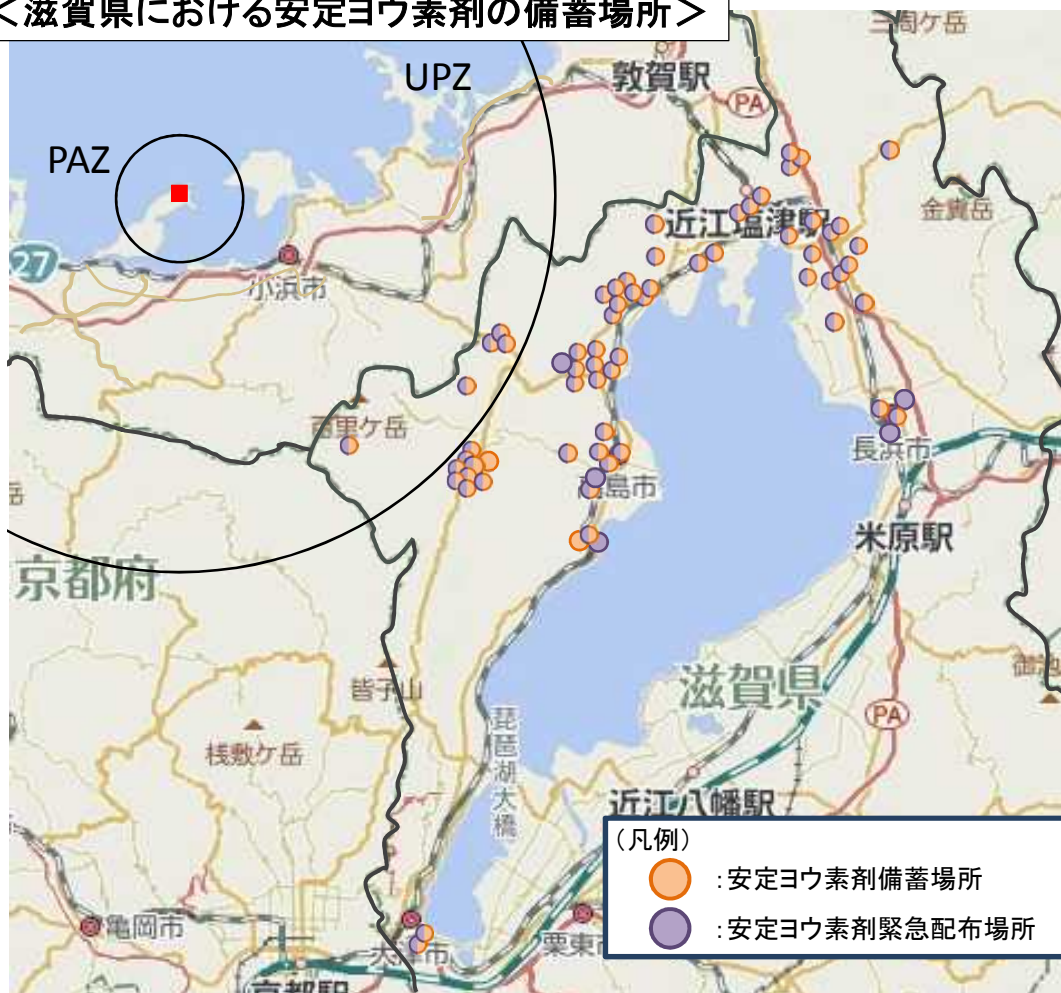 ＜滋賀県における安定ヨウ素剤の備蓄場所＞
三周ケ岳
UPZ
敦賀駅
PA
PAZ
近江塩津駅
金糞岳
27
小浜市
百里ケ岳
長浜市
岳
高島市
米原駅
京都府
滋賀県
御池
皆子山
PA
桟敷ケ岳
琵琶湖大橋
近江八幡駅
（凡例）
：安定ヨウ素剤備蓄場所
：安定ヨウ素剤緊急配布場所
亀岡市
大津市
栗東市
京都駅